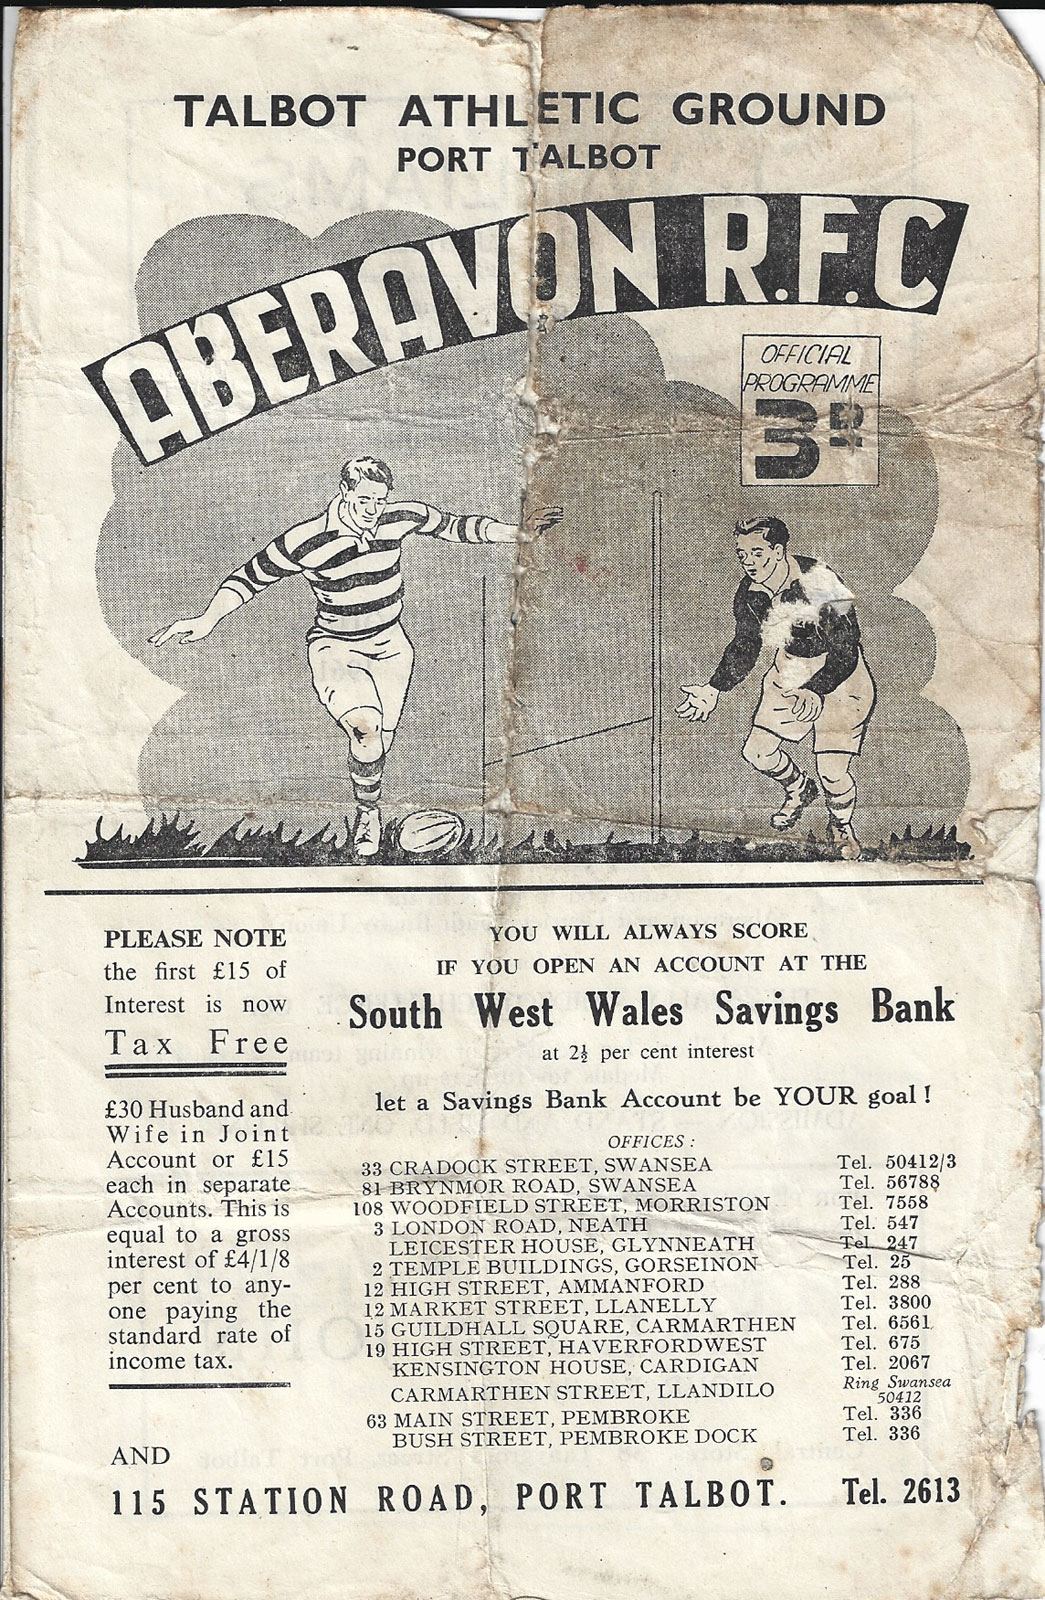 TALBOT ATHLETIC GROUND
PORT TALBOT
ABERAVON R.F.C
OFFICIAL
PROGRAMME
3D
PLEASE NOTE
the first £15 of
Interest is now
Tax Free
£30 Husband and
Wife in Joint
Account or £15
each in separate
Accounts. This is
equal to a gross
interest of £4/1/8
per cent to any-
one paying the
standard rate of
income tax.
YOU WILL ALWAYS SCORE
IF YOU OPEN AN ACCOUNT AT THE
South West Wales Savings Bank
at 2½ per cent interest
let a Savings Bank Account be YOUR goal !
OFFICES :
33 CRADOCK STREET, SWANSEA Tel. 50412/3
81 BRYNMOR ROAD, SWANSEA Tel. 56788
108 WOODFIELD STREET, MORRISTON Tel. 7558
3 LONDON ROAD, NEATH Tel. 547
LEICESTER HOUSE, GLYNNEATH Tel. 247
2 TEMPLE BUILDINGS, GORSEINON Tel. 25
12 HIGH STREET, AMMANFORD Tel. 288
12 MARKET STREET, LLANELLY Tel. 3800
15 GUILDHALL SQUARE, CARMARTHEN Tel. 6561
19 HIGH STREET, HAVERFORDWEST Tel. 675
KENSINGTON HOUSE, CARDIGAN Tel. 2067
CARMARTHEN STREET, LLANDILO Ring Swansea
50412
63 MAIN STREET, PEMBROKE Tel. 336
BUSH STREET, PEMBROKE DOCK Tel. 336
AND
115 STATION ROAD, PORT TALBOT. Tel. 2613